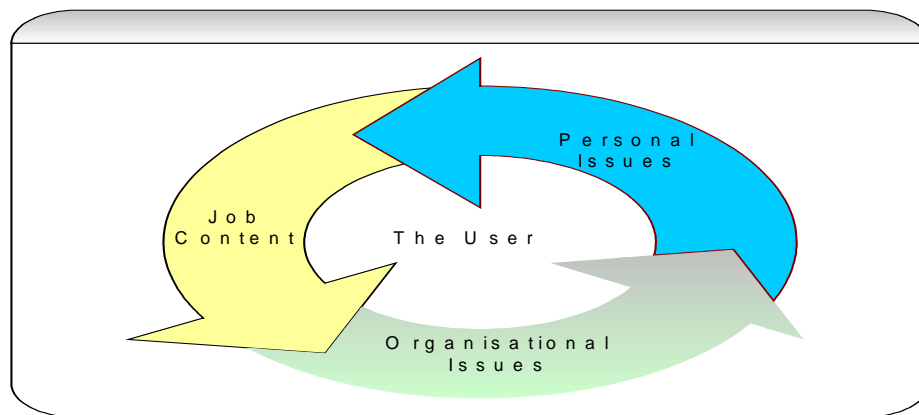 Personal
Issues
Job
Content
The User
Organisational
Issues